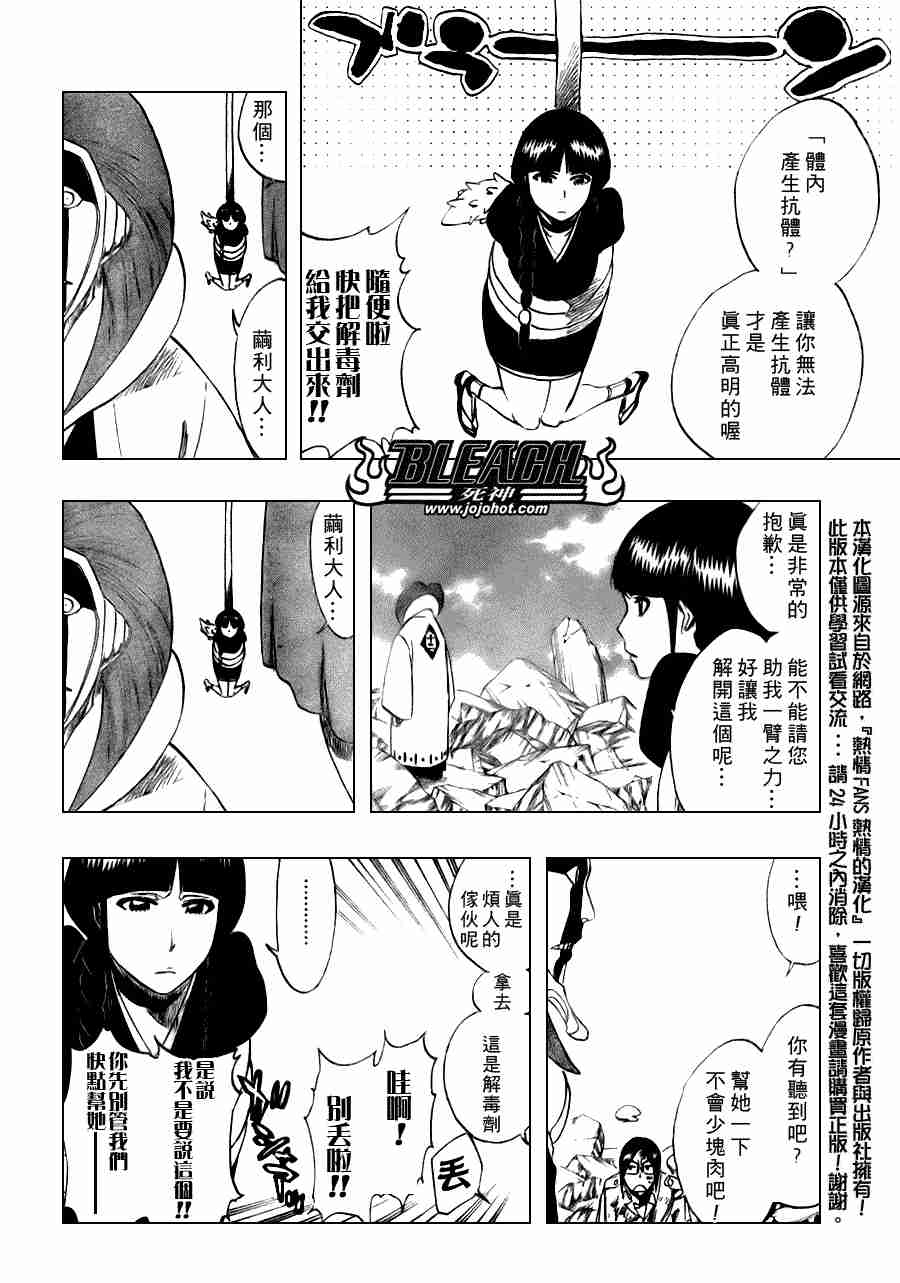 ブラーーン
「體內
產生抗體？」
讓你無法
產生抗體
才是
眞正高明的喔
隨便啦
快把解毒劑
給我交出來!!
那個…
繭利大人…
BLEACH
死神
www.jojohot.com
眞是非常的
抱歉…
能不能請您
助我一臂之力…
好讓我
解開這個呢…
繭利大人…
…喂！
你有聽到吧？
幫她一下
不會少塊肉吧！
…眞是
煩人的
傢伙呢
拿去
這是解毒劑
丟
哇啊！
別丟啦!!
…………
是說
我不是要說這個!!
你先別管我們
快點幫她——
本漢化圖源來自於網路，『熱情FANS熱情的漢化』一切版權歸原作者與出版社擁有！
此版本僅供學習試看交流…請24小時之內消除，喜歡這套漫畫請購買正版！謝謝。